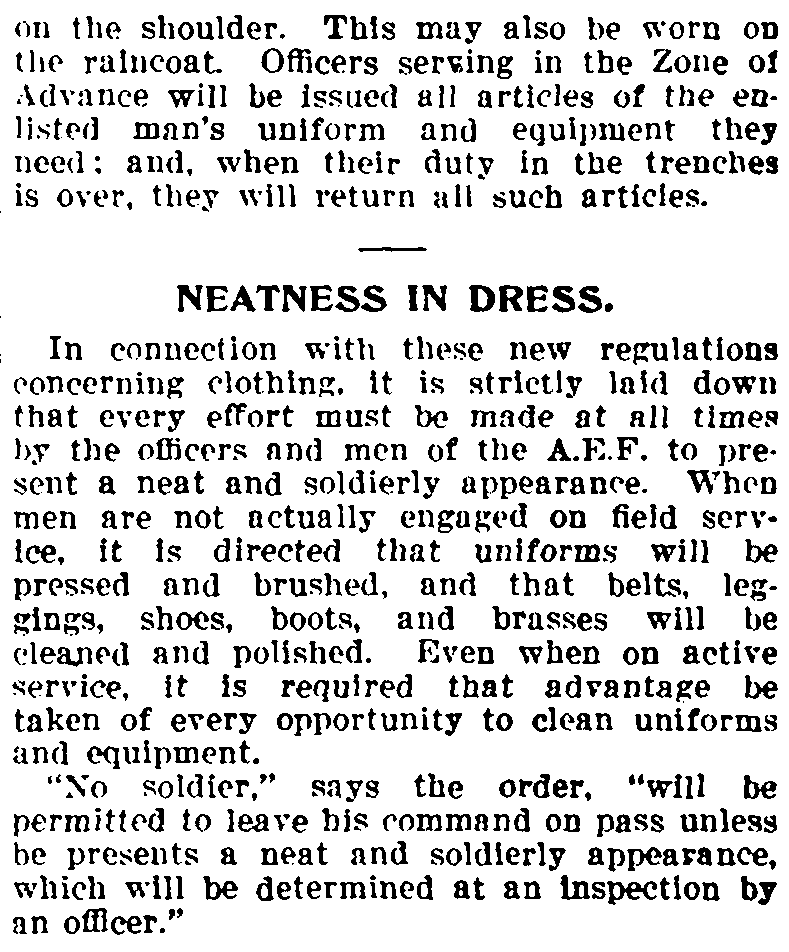 on the shoulder. This may also be worn on
the raincoat. Officers serving in the Zone of
Advance will be issued all articles of the en-
listed man's uniform and equipment they
need; and, when their duty in the trenches
is over, they will return all such articles.
NEATNESS IN DRESS.
In connection with these new regulations
concerning clothing, it is strictly laid down
that every effort must be made at all times
by the officers and men of the A.E.F. to pre-
sent a neat and soldierly appearance. When
men are not actually engaged on field serv-
ice, it is directed that uniforms will be
pressed and brushed, and that belts, leg-
gings, shoes, boots, and brasses will be
cleaned and polished. Even when on active
service, it is required that advantage be
taken of every opportunity to clean uniforms
and equipment.
"No soldier," says the order, "will be
permitted to leave his command on pass unless
he presents a neat and soldierly appearance,
which will be determined at an inspection by
an officer."